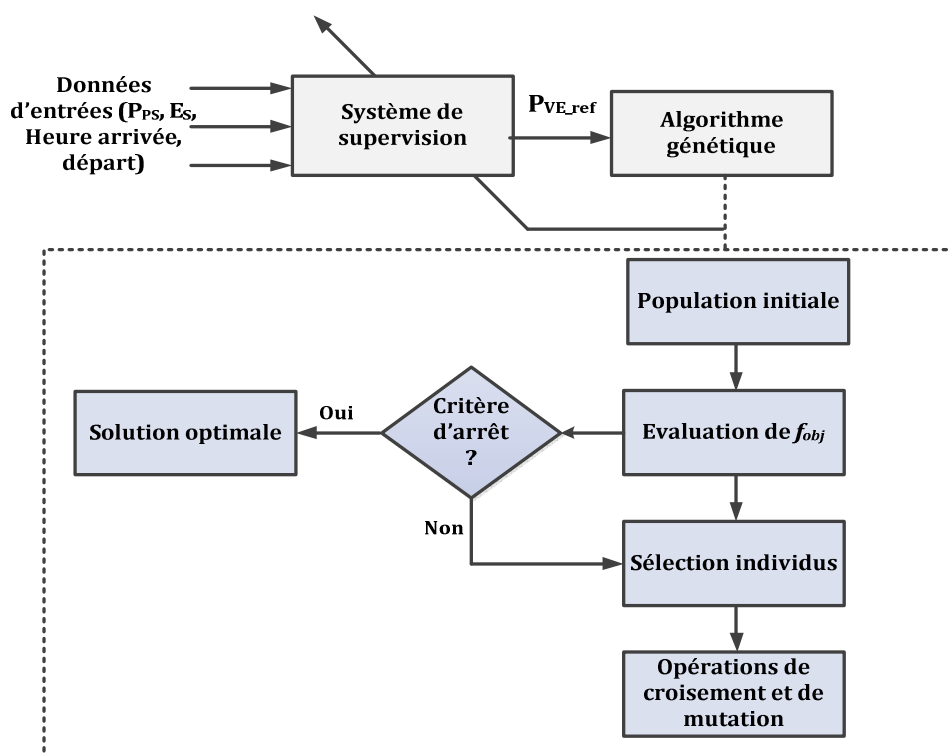 Données
d'entrées (PPS, ES,
Heure arrivée,
départ)
Système de
supervision
PVE_ref
Algorithme
génétique
Population initiale
Critère
d'arrêt
?
Oui
Solution optimale
Evaluation de fobj
Non
Sélection individus
Opérations de
croisement et de
mutation